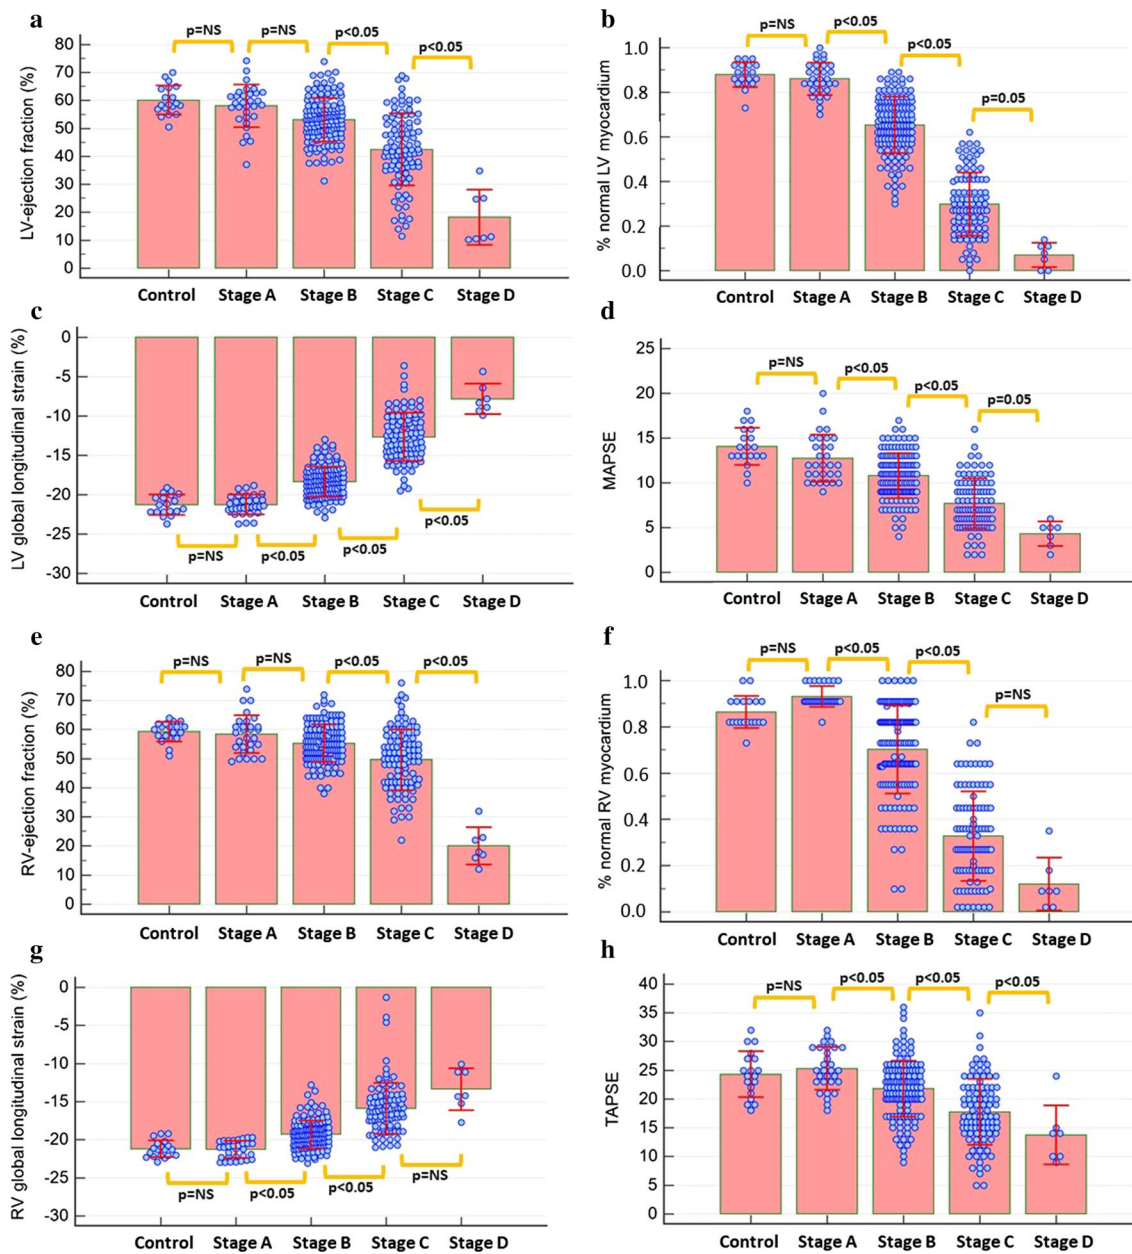 a
p=NS p=NS p<0.05 p<0.05
LV-ejection fraction (%)
80
70
60
50
40
30
20
10
0
Control Stage A Stage B Stage C Stage D
b
p=NS p<0.05 p<0.05 p=0.05
% normal LV myocardium
1.0
0.8
0.6
0.4
0.2
0.0
Control Stage A Stage B Stage C Stage D
c
LV global longitudinal strain (%)
0
-5
-10
-15
-20
-25
-30
p=NS p<0.05 p<0.05 p<0.05
Control Stage A Stage B Stage C Stage D
d
p=NS p<0.05 p<0.05 p=0.05
MAPSE
25
20
15
10
5
0
Control Stage A Stage B Stage C Stage D
e
p=NS p=NS p<0.05 p<0.05
RV-ejection fraction (%)
80
70
60
50
40
30
20
10
0
Control Stage A Stage B Stage C Stage D
f
p=NS p<0.05 p<0.05 p=NS
% normal RV myocardium
1.0
0.8
0.6
0.4
0.2
0.0
Control Stage A Stage B Stage C Stage D
g
RV global longitudinal strain (%)
0
-5
-10
-15
-20
-25
-30
p=NS p<0.05 p<0.05 p=NS
Control Stage A Stage B Stage C Stage D
h
p=NS p<0.05 p<0.05 p<0.05
TAPSE
40
35
30
25
20
15
10
5
0
Control Stage A Stage B Stage C Stage D